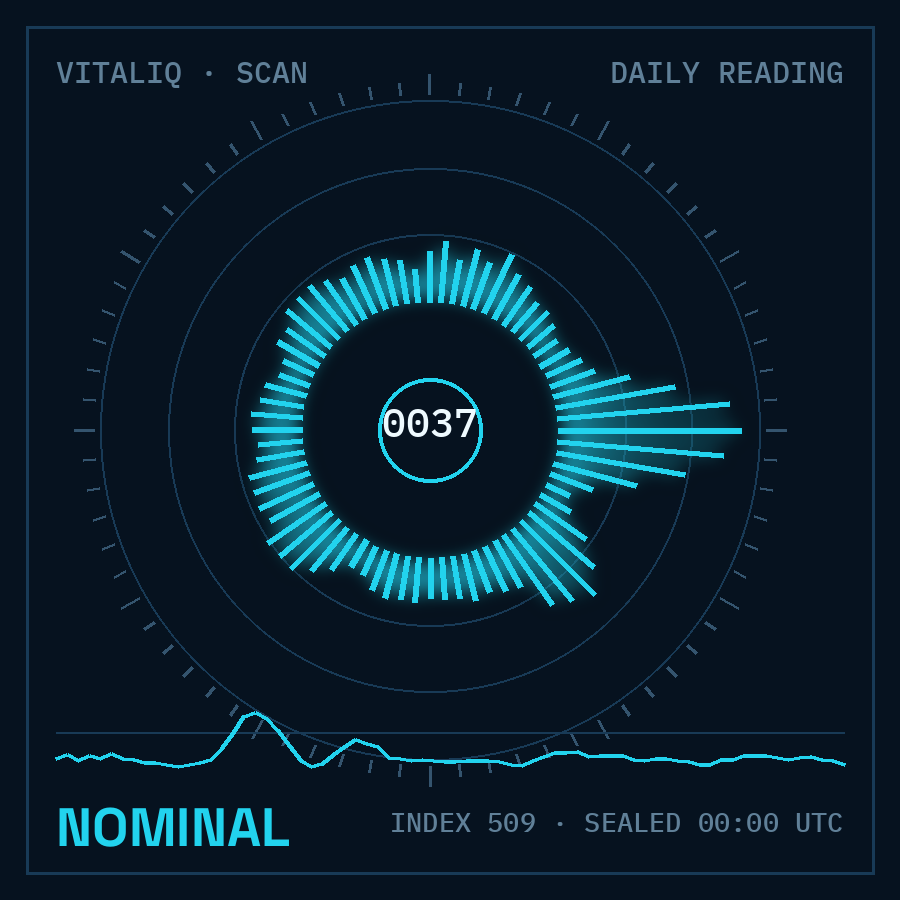 VITALIQ · SCAN
DAILY READING
0037
NOMINAL
INDEX 509 · SEALED 00:00 UTC